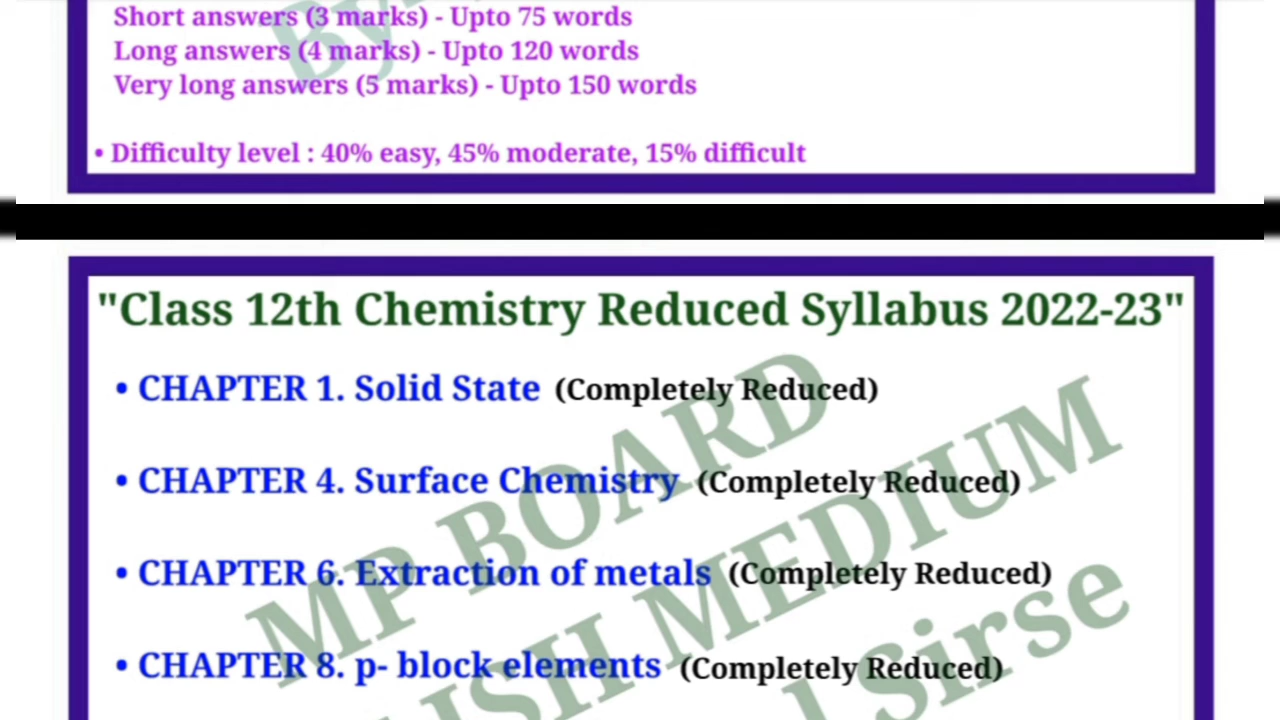 Short answers (3 marks) - Upto 75 words
Long answers (4 marks) - Upto 120 words
Very long answers (5 marks) - Upto 150 words
• Difficulty level : 40% easy, 45% moderate, 15% difficult
"Class 12th Chemistry Reduced Syllabus 2022-23"
• CHAPTER 1. Solid State (Completely Reduced)
• CHAPTER 4. Surface Chemistry (Completely Reduced)
• CHAPTER 6. Extraction of metals (Completely Reduced)
• CHAPTER 8. p- block elements (Completely Reduced)
MP BOARD
MEDIUM
Sirse